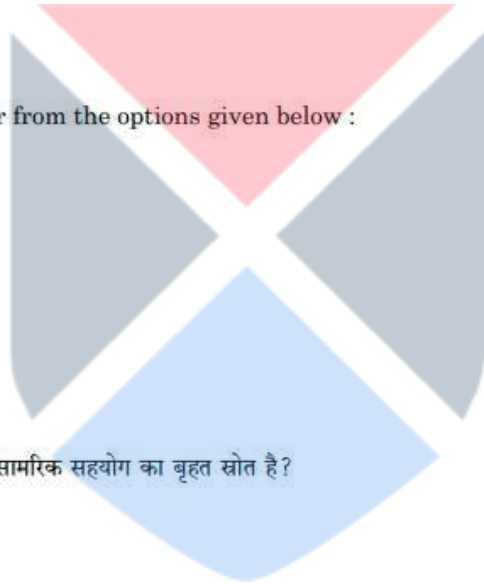 from the options given below :
सामरिक सहयोग का बृहत स्रोत है?